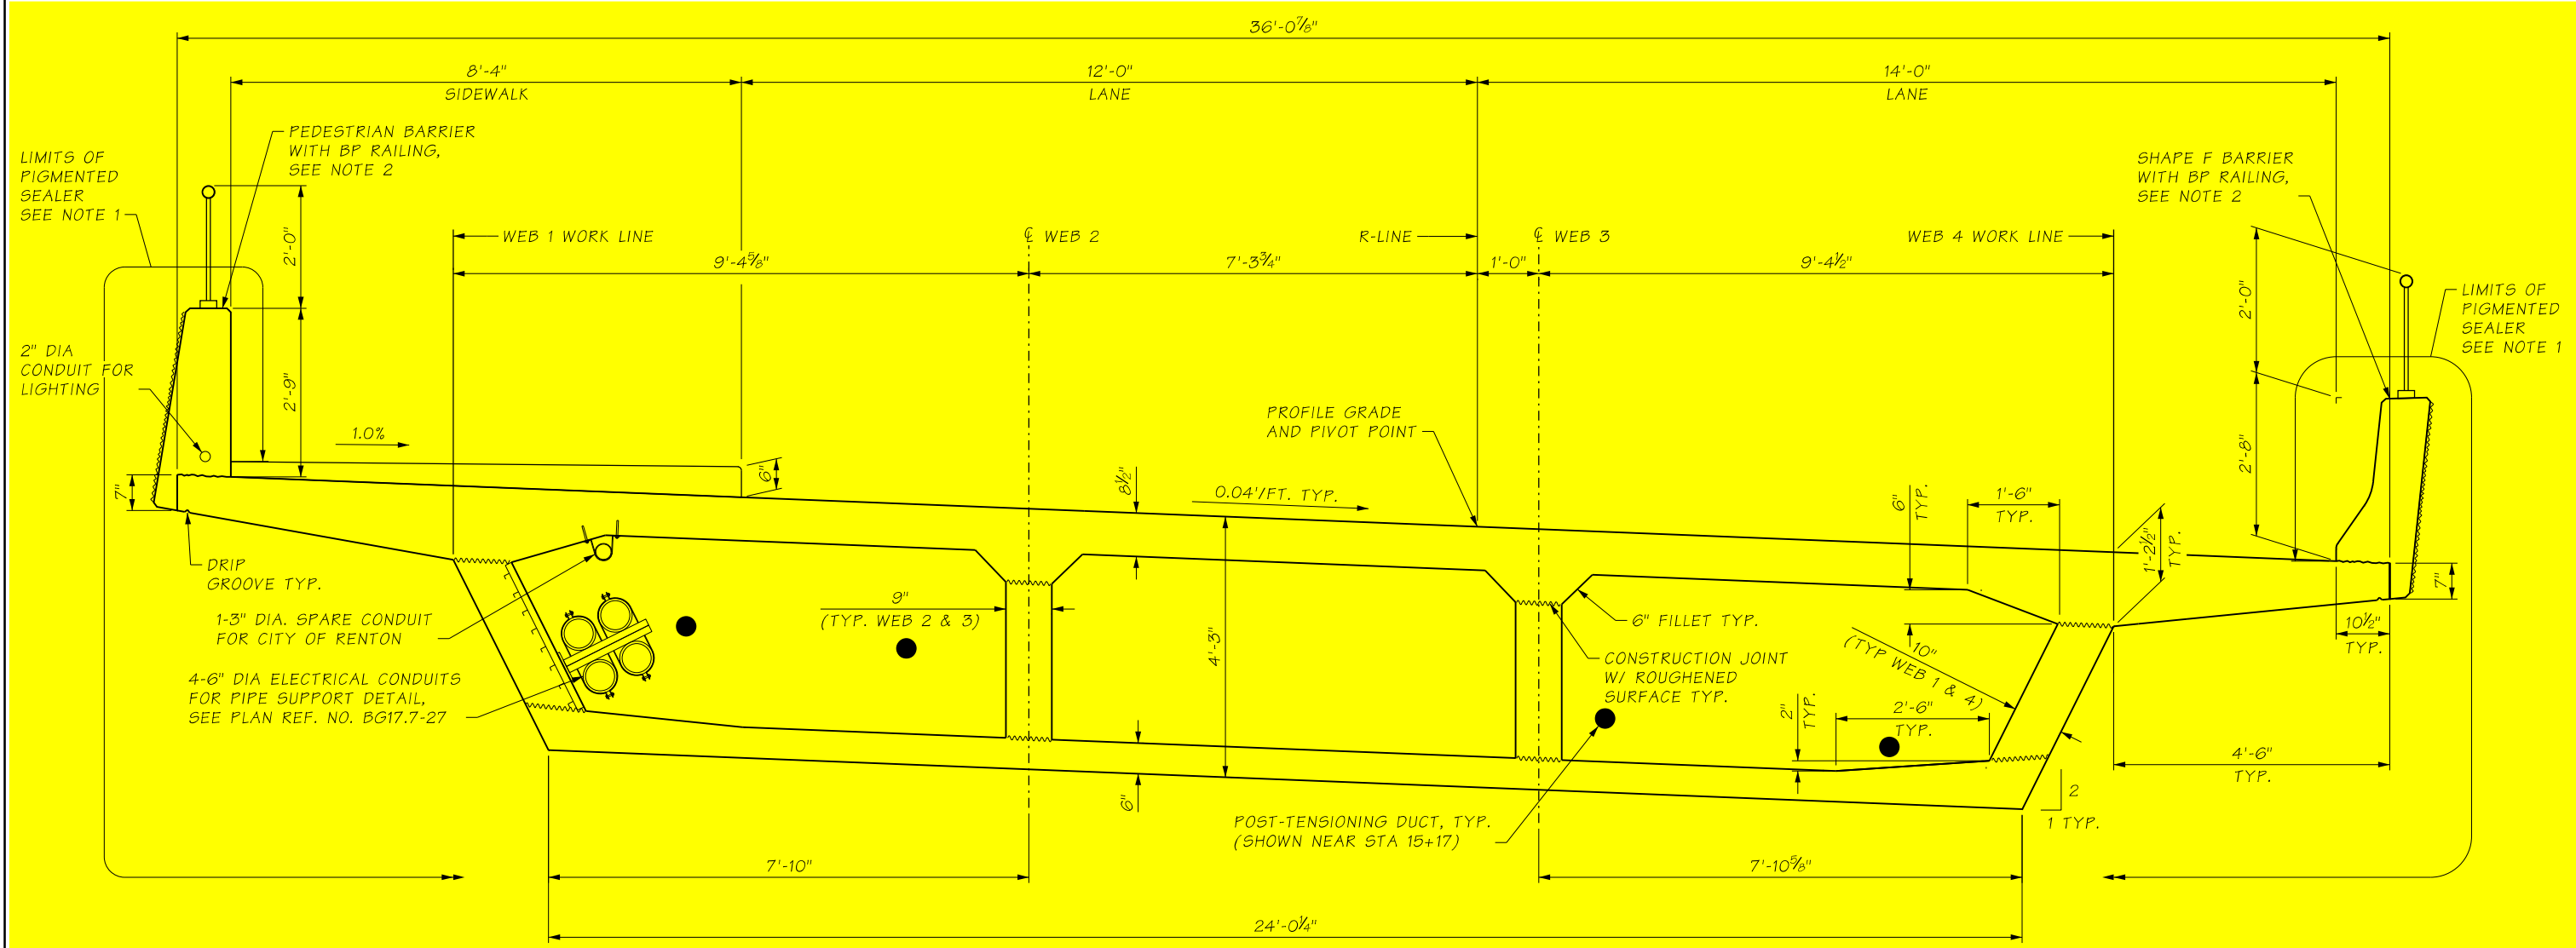 36'-0⅞"
8'-4"
SIDEWALK
12'-0"
LANE
14'-0"
LANE
PEDESTRIAN BARRIER
WITH BP RAILING,
SEE NOTE 2
LIMITS OF
PIGMENTED
SEALER
SEE NOTE 1
SHAPE F BARRIER
WITH BP RAILING,
SEE NOTE 2
2'-0"
WEB 1 WORK LINE
℄ WEB 2
R-LINE
℄ WEB 3
WEB 4 WORK LINE
9'-4⅝"
7'-3¾"
1'-0"
9'-4½"
2'-0"
LIMITS OF
PIGMENTED
SEALER
SEE NOTE 1
2" DIA
CONDUIT FOR
LIGHTING
2'-9"
1.0%
PROFILE GRADE
AND PIVOT POINT
2'-8"
7"
6"
8½"
0.04'/FT. TYP.
6"
TYP.
1'-6"
TYP.
1'-2½"
TYP.
7"
DRIP
GROOVE TYP.
1-3" DIA. SPARE CONDUIT
FOR CITY OF RENTON
9"
(TYP. WEB 2 & 3)
4'-3"
6" FILLET TYP.
10"
(TYP WEB 1 & 4)
10½"
TYP.
CONSTRUCTION JOINT
W/ ROUGHENED
SURFACE TYP.
4-6" DIA ELECTRICAL CONDUITS
FOR PIPE SUPPORT DETAIL,
SEE PLAN REF. NO. BG17.7-27
2"
TYP.
2'-6"
TYP.
4'-6"
TYP.
6"
2
1 TYP.
POST-TENSIONING DUCT, TYP.
(SHOWN NEAR STA 15+17)
7'-10"
7'-10⅝"
24'-0¼"